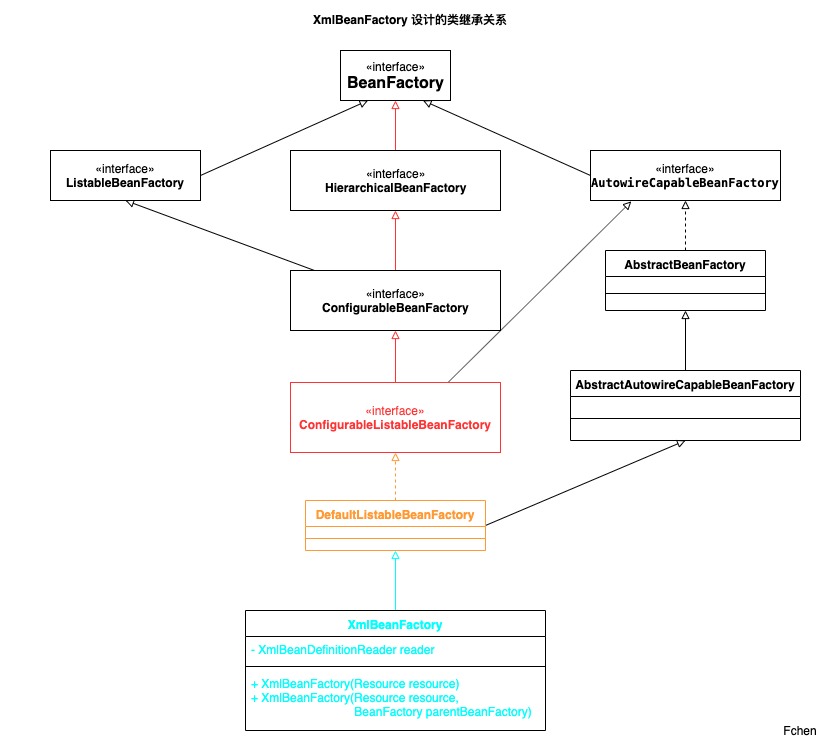 XmlBeanFactory 设计的类继承关系
«interface»
BeanFactory
«interface»
ListableBeanFactory
«interface»
HierarchicalBeanFactory
«interface»
AutowireCapableBeanFactory
AbstractBeanFactory
«interface»
ConfigurableBeanFactory
AbstractAutowireCapableBeanFactory
«interface»
ConfigurableListableBeanFactory
DefaultListableBeanFactory
XmlBeanFactory
- XmlBeanDefinitionReader reader
+ XmlBeanFactory(Resource resource)
+ XmlBeanFactory(Resource resource,
BeanFactory parentBeanFactory)
Fchen